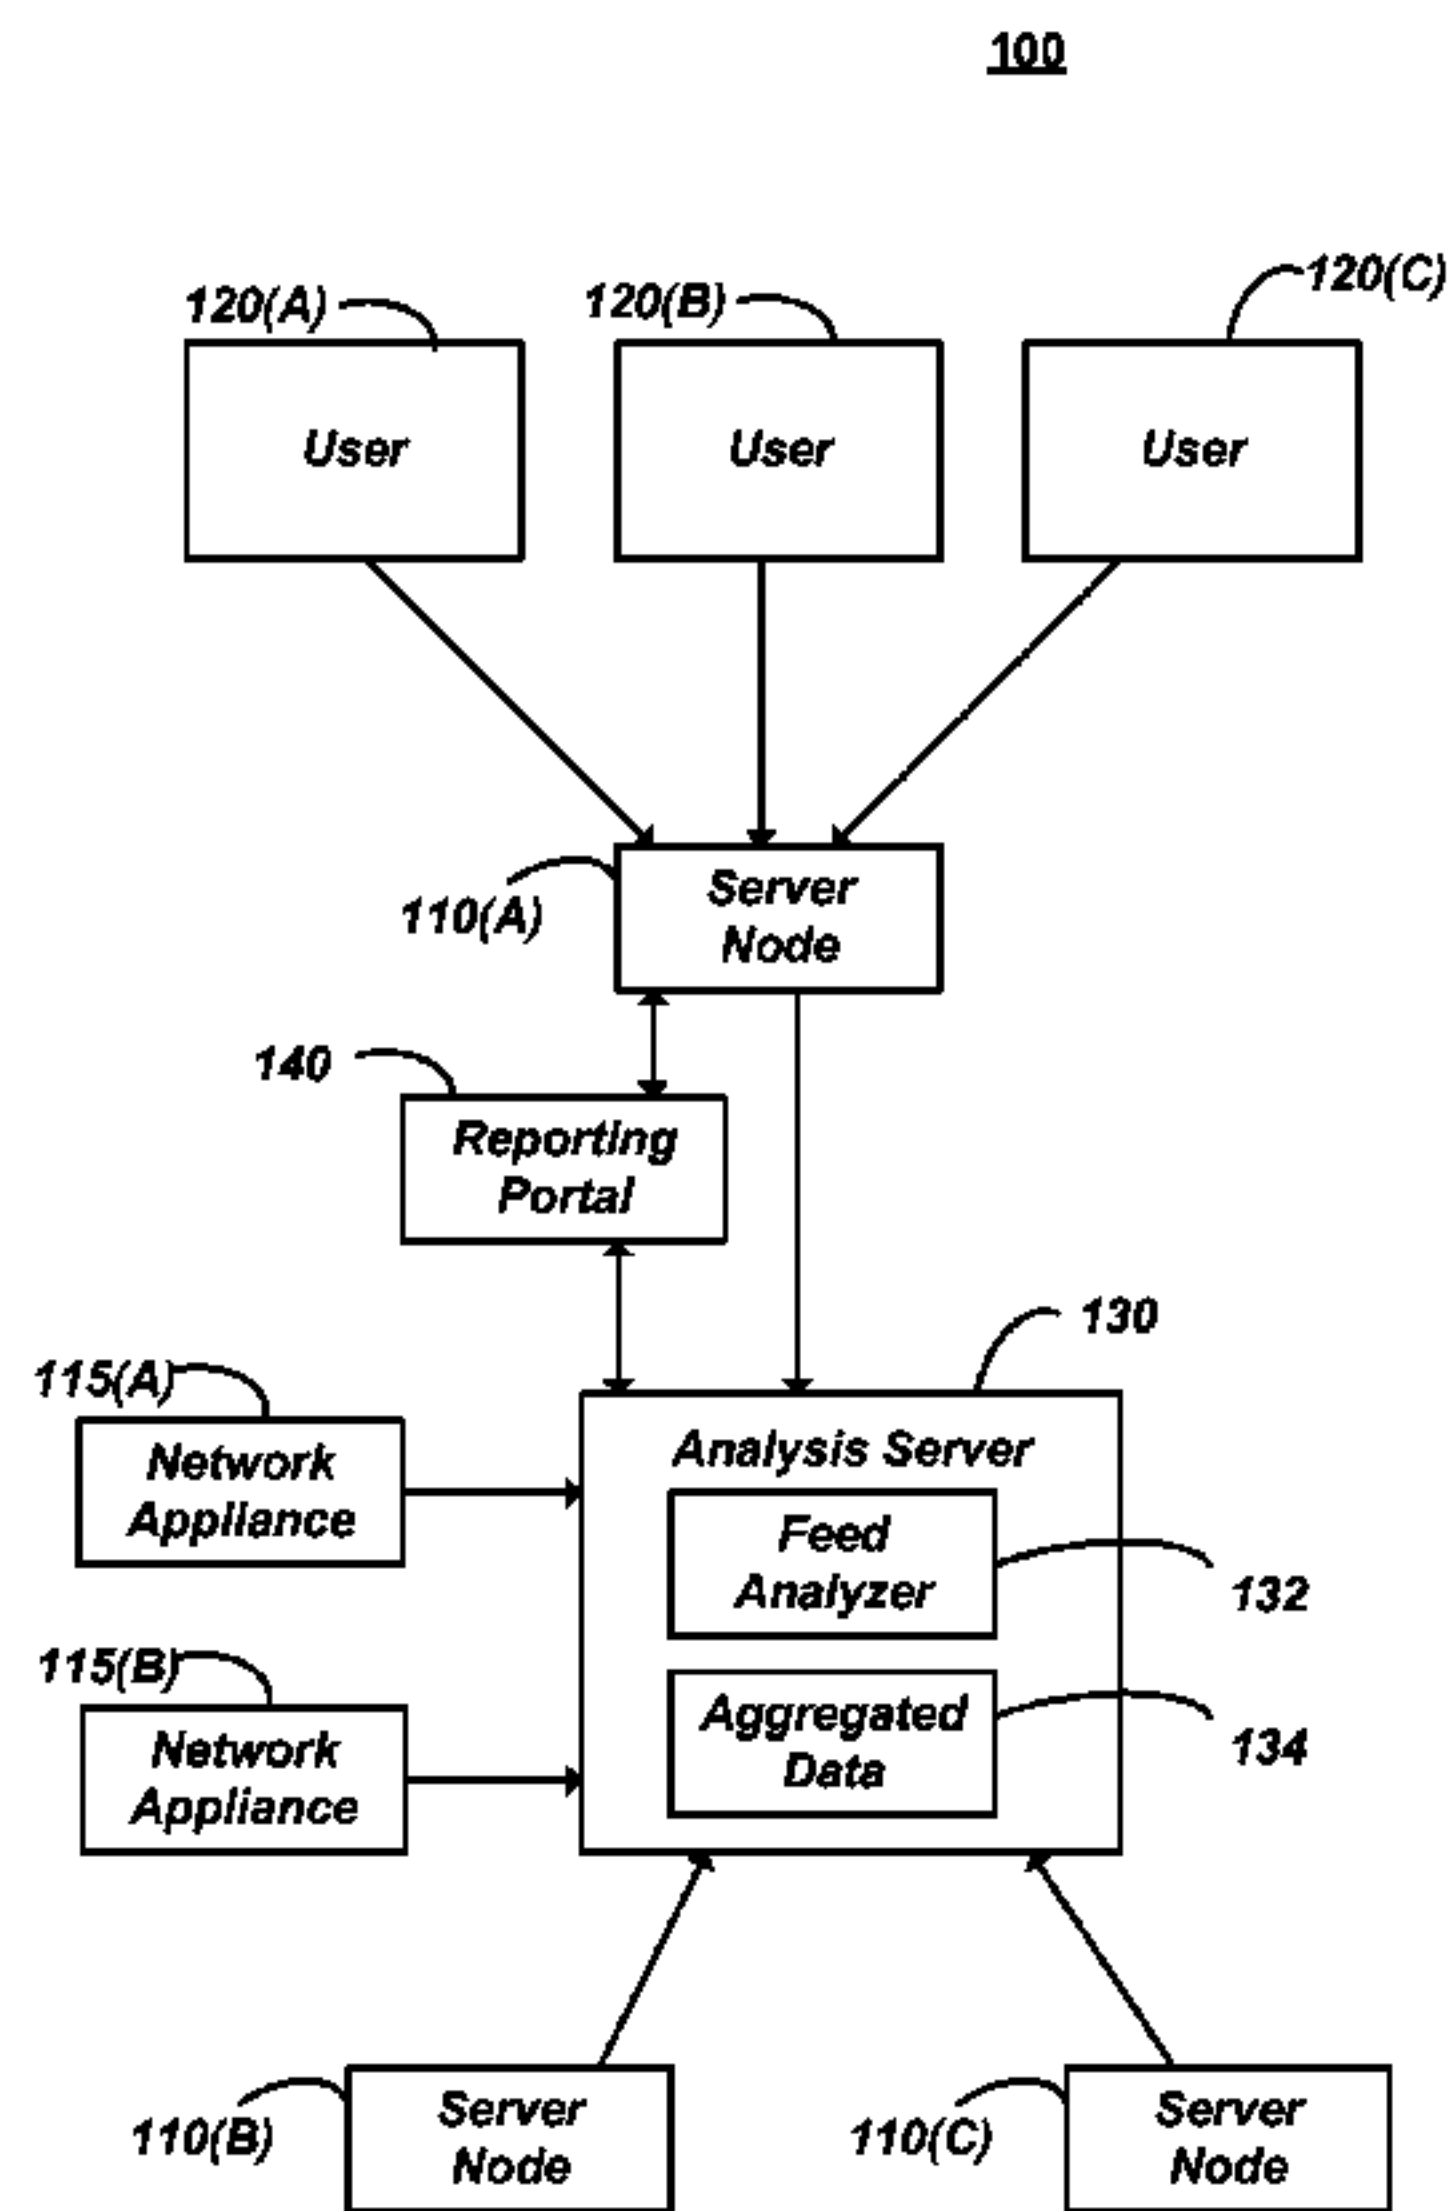 100
120(A)
120(B)
120(C)
User
User
User
110(A)
Server
Node
140
Reporting
Portal
130
115(A)
Network
Appliance
Analysis Server
Feed
Analyzer
132
115(B)
Network
Appliance
Aggregated
Data
134
110(B)
Server
Node
110(C)
Server
Node